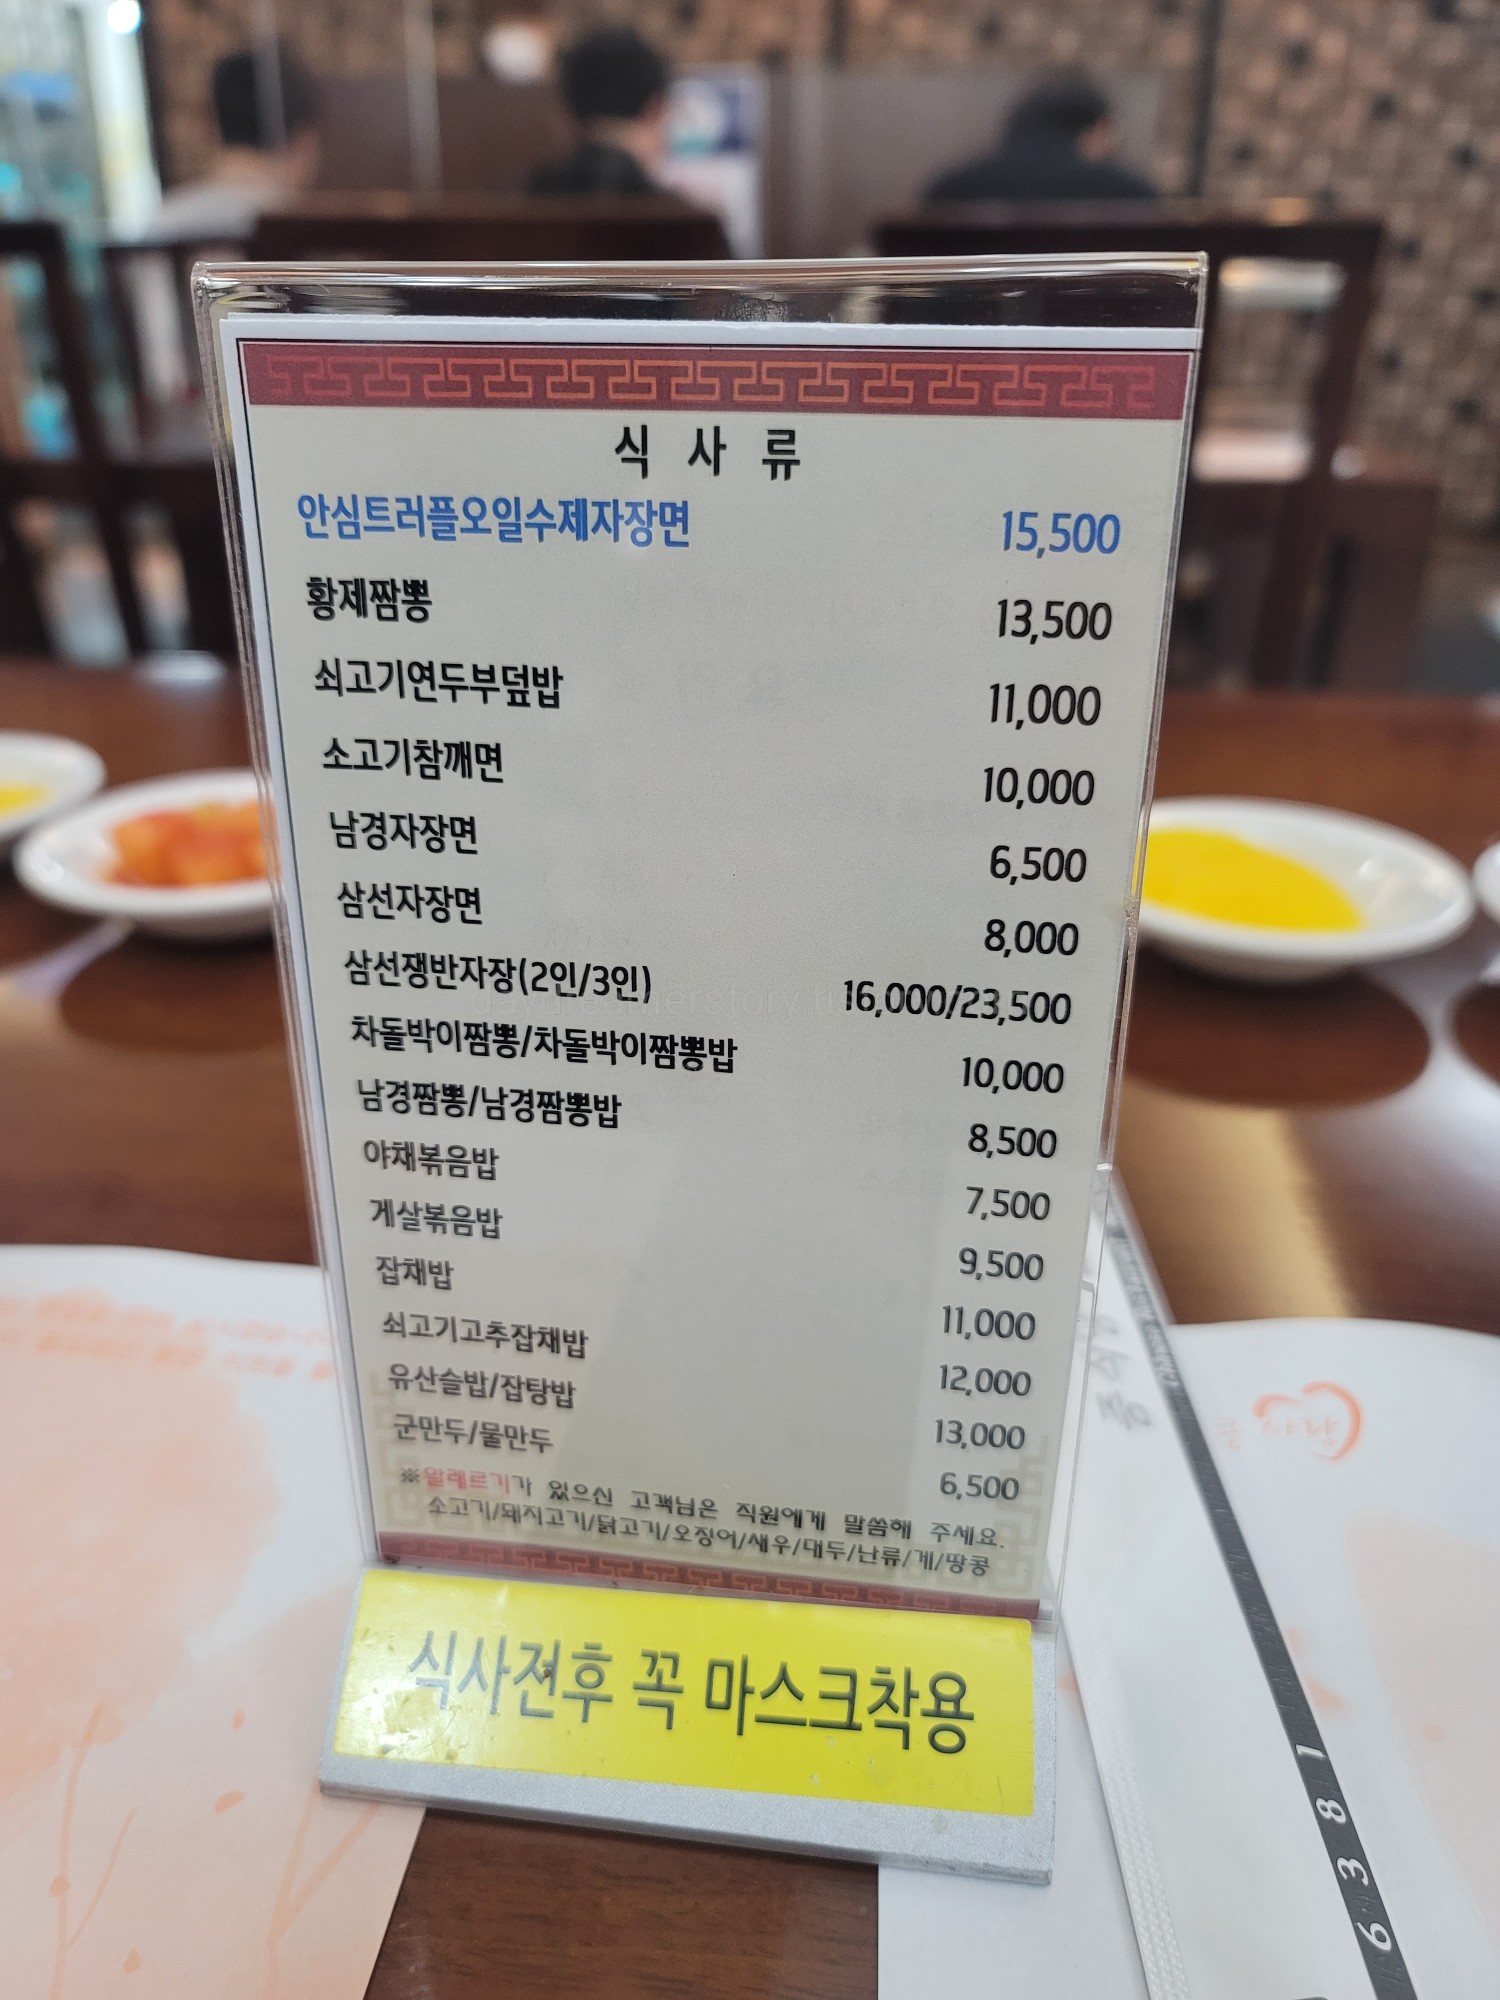 식 사 류
안심트러플오일수제자장면 15,500
황제짬뽕 13,500
쇠고기연두부덮밥 11,000
소고기참깨면 10,000
남경자장면 6,500
삼선자장면 8,000
삼선쟁반자장(2인/3인) 16,000/23,500
차돌박이짬뽕/차돌박이짬뽕밥 10,000
남경짬뽕/남경짬뽕밥 8,500
야채볶음밥 7,500
게살볶음밥 9,500
잡채밥 11,000
쇠고기고추잡채밥 12,000
유산슬밥/잡탕밥 13,000
군만두/물만두 6,500
※알레르기가 있으신 고객님은 직원에게 말씀해 주세요.
소고기/돼지고기/닭고기/오징어/새우/대두/난류/게/땅콩
식사전후 꼭 마스크착용
6 3 8 1
사랑